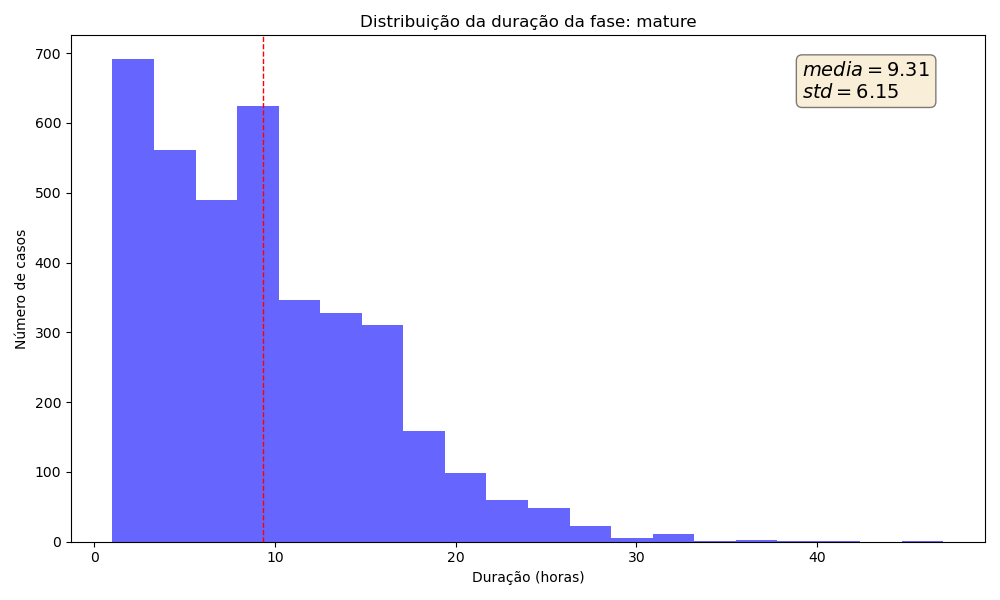 Distribuição da duração da fase: mature
media = 9.31
std = 6.15
Número de casos
700
600
500
400
300
200
100
0
0 10 20 30 40
Duração (horas)